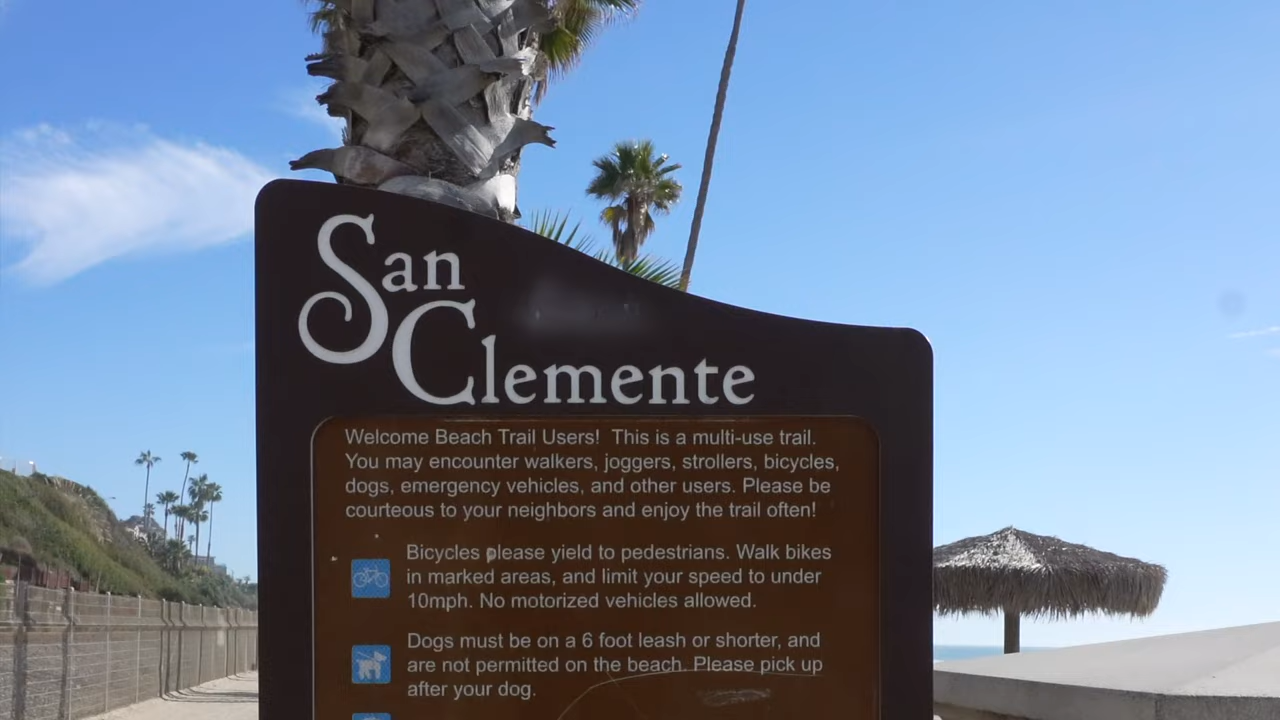 San
Clemente
Welcome Beach Trail Users! This is a multi-use trail.
You may encounter walkers, joggers, strollers, bicycles,
dogs, emergency vehicles, and other users. Please be
courteous to your neighbors and enjoy the trail often!
Bicycles please yield to pedestrians. Walk bikes
in marked areas, and limit your speed to under
10mph. No motorized vehicles allowed.
Dogs must be on a 6 foot leash or shorter, and
are not permitted on the beach. Please pick up
after your dog.